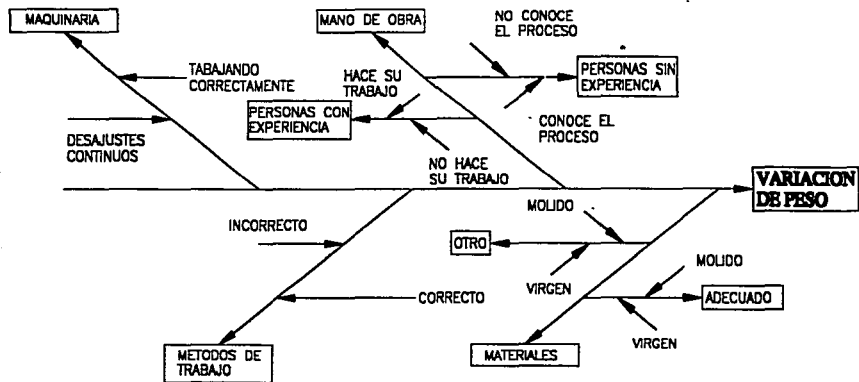 MAQUINARIA
MANO DE OBRA
NO CONOCE
EL PROCESO
TABAJANDO
CORRECTAMENTE
HACE SU
TRABAJO
PERSONAS SIN
EXPERIENCIA
PERSONAS CON
EXPERIENCIA
CONOCE EL
PROCESO
DESAJUSTES
CONTINUOS
NO HACE
SU TRABAJO
VARIACION
DE PESO
MOLIDO
INCORRECTO
OTRO
MOLIDO
VIRGEN
CORRECTO
ADECUADO
VIRGEN
METODOS DE
TRABAJO
MATERIALES